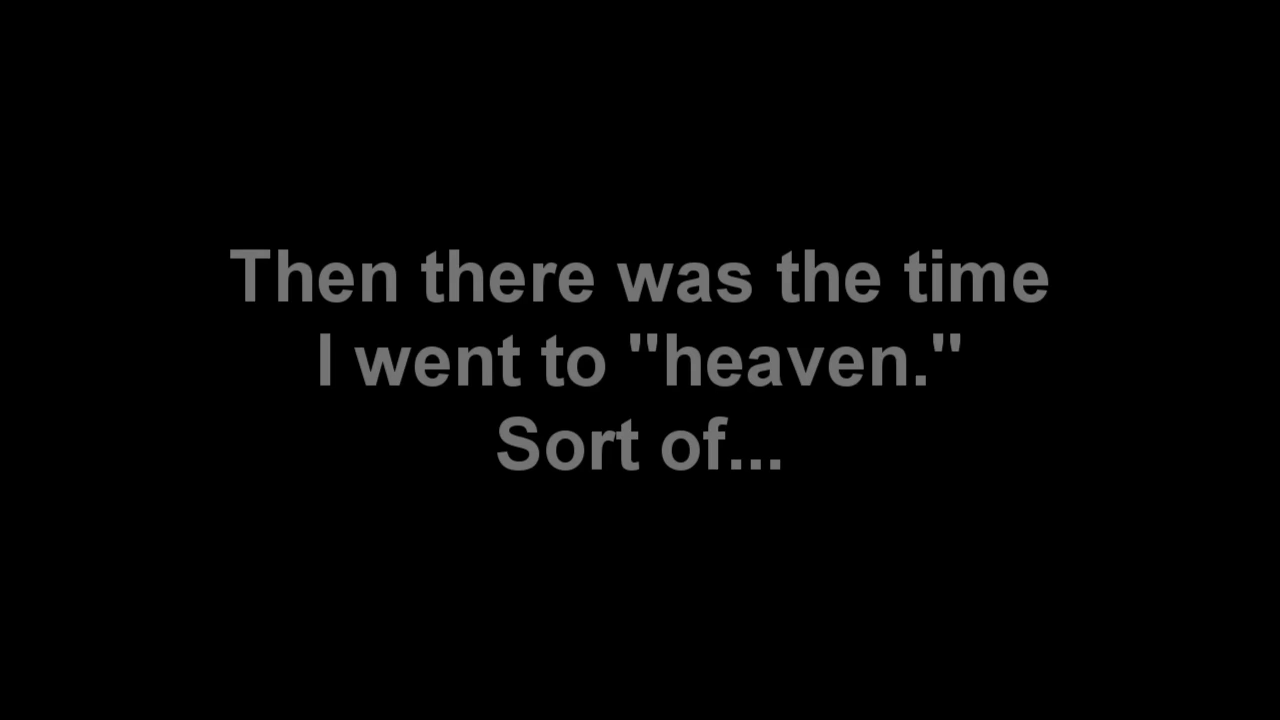 Then there was the time
I went to "heaven."
Sort of...